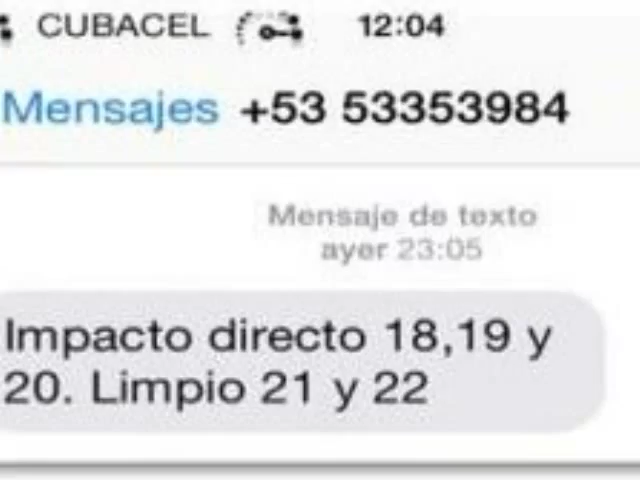 CUBACEL 12:04
Mensajes +53 53353984
Mensaje de texto
ayer 23:05
Impacto directo 18,19 y
20. Limpio 21 y 22